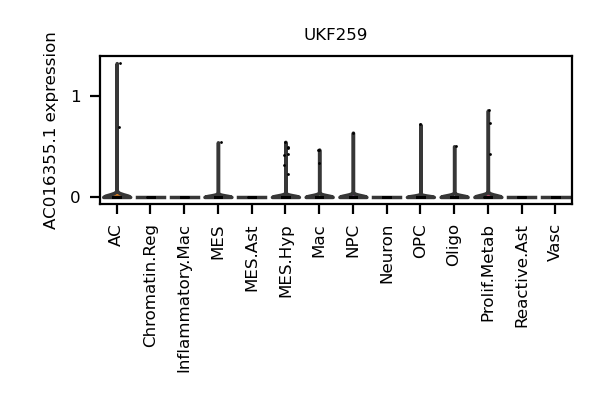 UKF259
AC016355.1 expression
1
0
AC
Chromatin.Reg
Inflammatory.Mac
MES
MES.Ast
MES.Hyp
Mac
NPC
Neuron
OPC
Oligo
Prolif.Metab
Reactive.Ast
Vasc